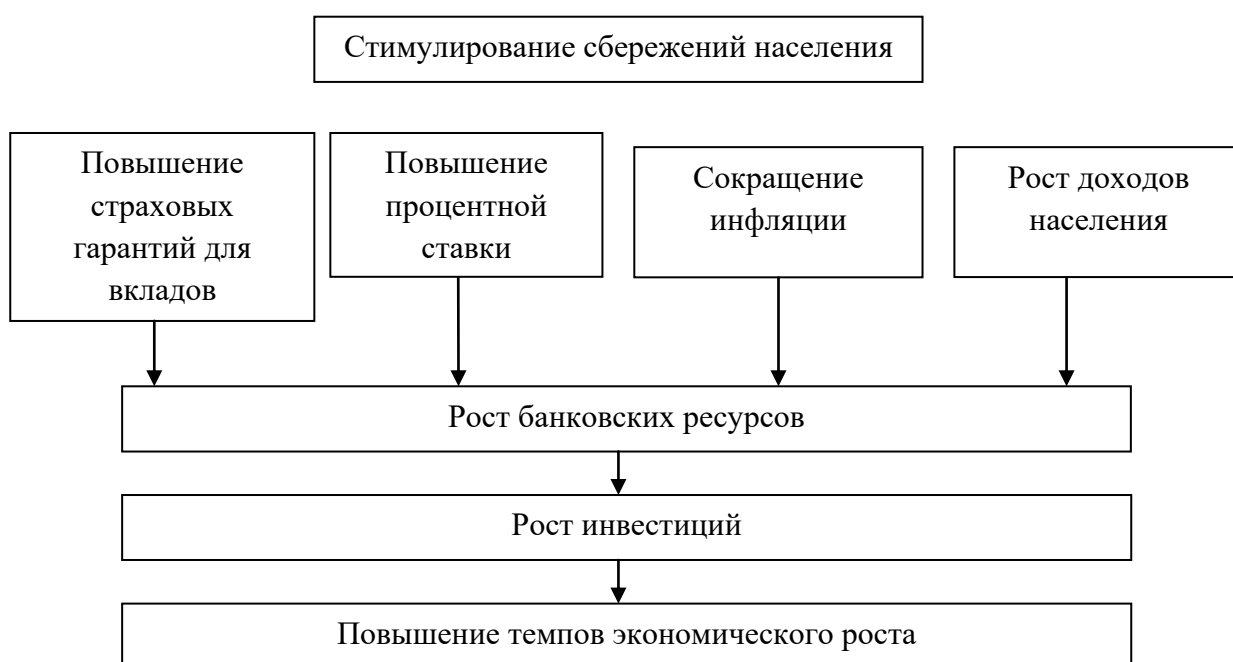 Стимулирование сбережений населения
Повышение
страховых
гарантий для
вкладов
Повышение
процентной
ставки
Сокращение
инфляции
Рост доходов
населения
Рост банковских ресурсов
Рост инвестиций
Повышение темпов экономического роста